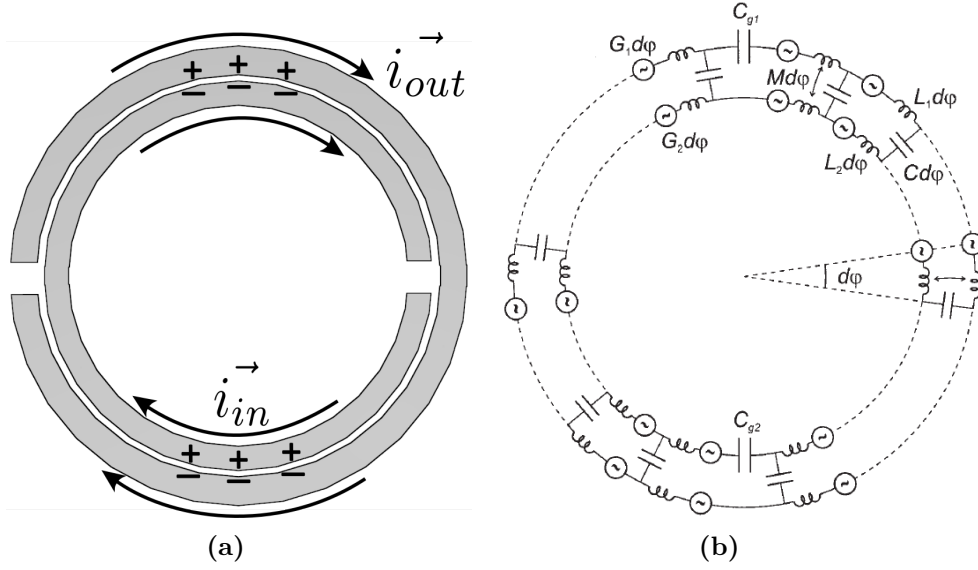 + + +
− − −
i_out
i_in
+ + +
− − −
(a)
C_g1
G₁dφ
Mdφ
L₁dφ
G₂dφ
L₂dφ
Cdφ
dφ
C_g2
(b)